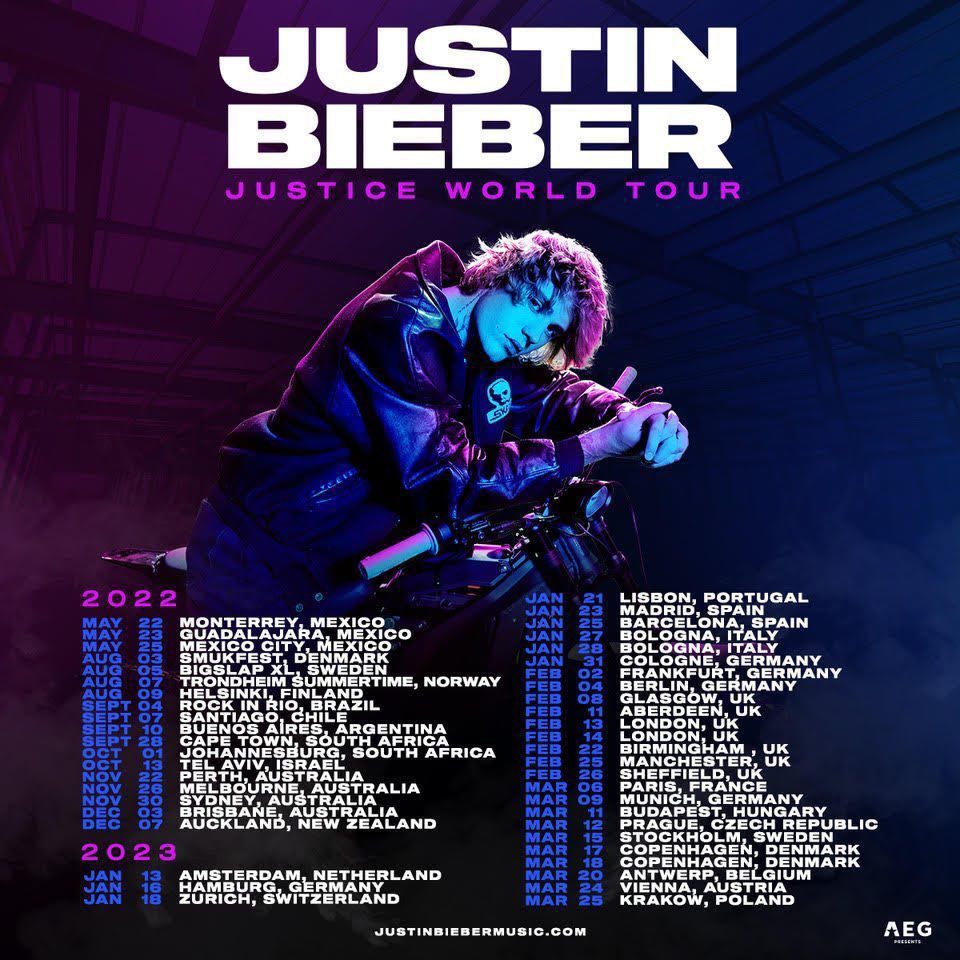 JUSTIN
BIEBER
JUSTICE WORLD TOUR
2022
MAY 22 MONTERREY, MEXICO
MAY 23 GUADALAJARA, MEXICO
MAY 25 MEXICO CITY, MEXICO
AUG 03 SMUKFEST, DENMARK
AUG 05 BIGSLAP XL, SWEDEN
AUG 07 TRONDHEIM SUMMERTIME, NORWAY
AUG 09 HELSINKI, FINLAND
SEPT 04 ROCK IN RIO, BRAZIL
SEPT 07 SANTIAGO, CHILE
SEPT 10 BUENOS AIRES, ARGENTINA
SEPT 28 CAPE TOWN, SOUTH AFRICA
OCT 01 JOHANNESBURG, SOUTH AFRICA
OCT 13 TEL AVIV, ISRAEL
NOV 22 PERTH, AUSTRALIA
NOV 26 MELBOURNE, AUSTRALIA
NOV 30 SYDNEY, AUSTRALIA
DEC 03 BRISBANE, AUSTRALIA
DEC 07 AUCKLAND, NEW ZEALAND
2023
JAN 13 AMSTERDAM, NETHERLAND
JAN 16 HAMBURG, GERMANY
JAN 18 ZURICH, SWITZERLAND
JAN 21 LISBON, PORTUGAL
JAN 23 MADRID, SPAIN
JAN 25 BARCELONA, SPAIN
JAN 27 BOLOGNA, ITALY
JAN 28 BOLOGNA, ITALY
JAN 31 COLOGNE, GERMANY
FEB 02 FRANKFURT, GERMANY
FEB 04 BERLIN, GERMANY
FEB 08 GLASGOW, UK
FEB 11 ABERDEEN, UK
FEB 13 LONDON, UK
FEB 14 LONDON, UK
FEB 22 BIRMINGHAM , UK
FEB 25 MANCHESTER, UK
FEB 26 SHEFFIELD, UK
MAR 06 PARIS, FRANCE
MAR 09 MUNICH, GERMANY
MAR 11 BUDAPEST, HUNGARY
MAR 12 PRAGUE, CZECH REPUBLIC
MAR 15 STOCKHOLM, SWEDEN
MAR 17 COPENHAGEN, DENMARK
MAR 18 COPENHAGEN, DENMARK
MAR 20 ANTWERP, BELGIUM
MAR 24 VIENNA, AUSTRIA
MAR 25 KRAKOW, POLAND
JUSTINBIEBERMUSIC.COM
AEG
PRESENTS